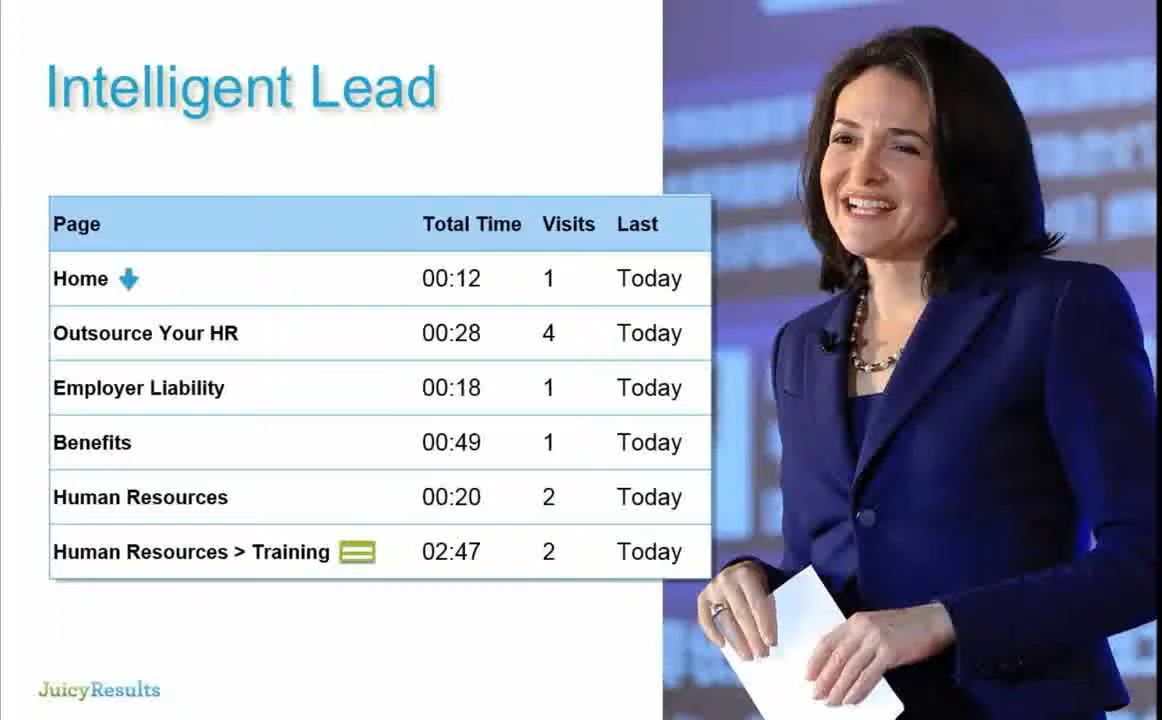 Intelligent Lead
Page Total Time Visits Last
Home 00:12 1 Today
Outsource Your HR 00:28 4 Today
Employer Liability 00:18 1 Today
Benefits 00:49 1 Today
Human Resources 00:20 2 Today
Human Resources > Training 02:47 2 Today
JuicyResults